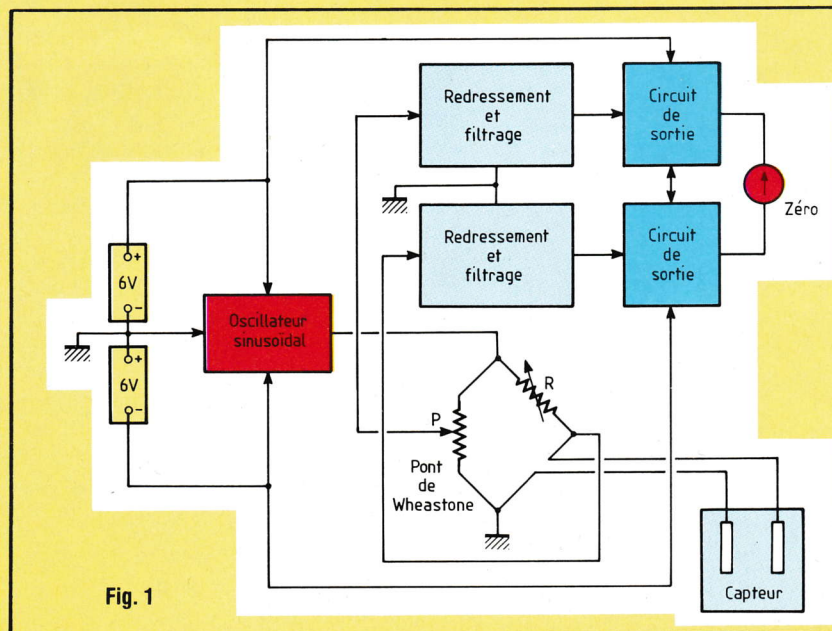 Redressement
et
filtrage
Circuit
de
sortie
Zéro
Redressement
et
filtrage
Circuit
de
sortie
+
6V
-
+
6V
-
Oscillateur
sinusoïdal
R
P
Pont
de
Wheastone
Capteur
Fig. 1